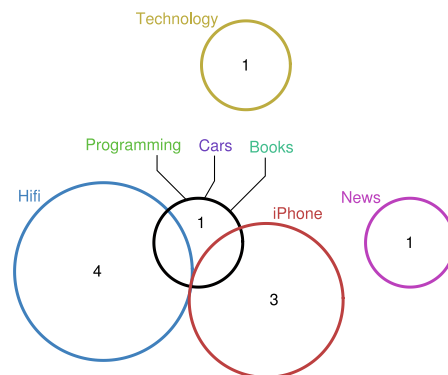 Technology
1
Programming Cars Books
Hifi
1
News
iPhone
1
4
3